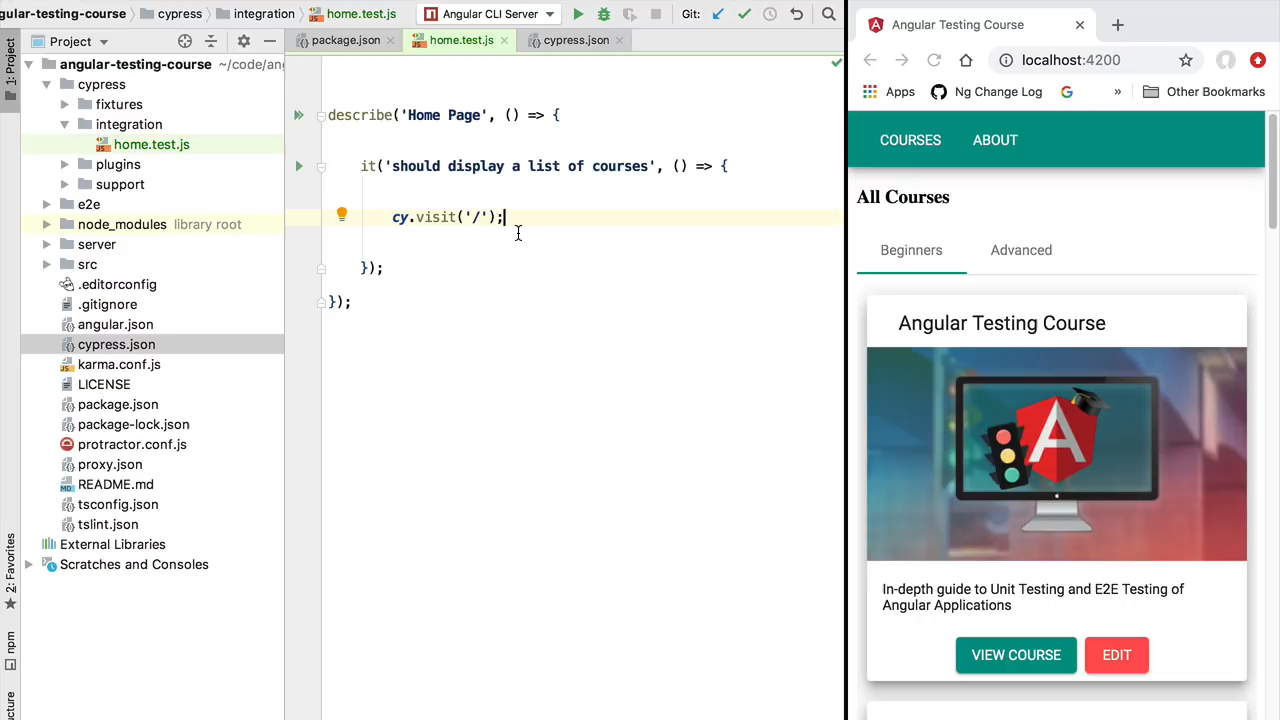 ngular-testing-course
cypress
integration
home.test.js
Angular CLI Server
Git:
Project
package.json
home.test.js
cypress.json
1: Project
angular-testing-course ~/code/an
cypress
fixtures
integration
home.test.js
plugins
support
e2e
node_modules library root
server
src
.editorconfig
.gitignore
angular.json
cypress.json
karma.conf.js
LICENSE
package.json
package-lock.json
protractor.conf.js
proxy.json
README.md
tsconfig.json
tslint.json
External Libraries
Scratches and Consoles
2: Favorites
npm
ucture
describe('Home Page', () => {
it('should display a list of courses', () => {
cy.visit('/');
});
});
Angular Testing Course
localhost:4200
Apps
Ng Change Log
»
Other Bookmarks
COURSES
ABOUT
All Courses
Beginners
Advanced
Angular Testing Course
A
In-depth guide to Unit Testing and E2E Testing of
Angular Applications
VIEW COURSE
EDIT